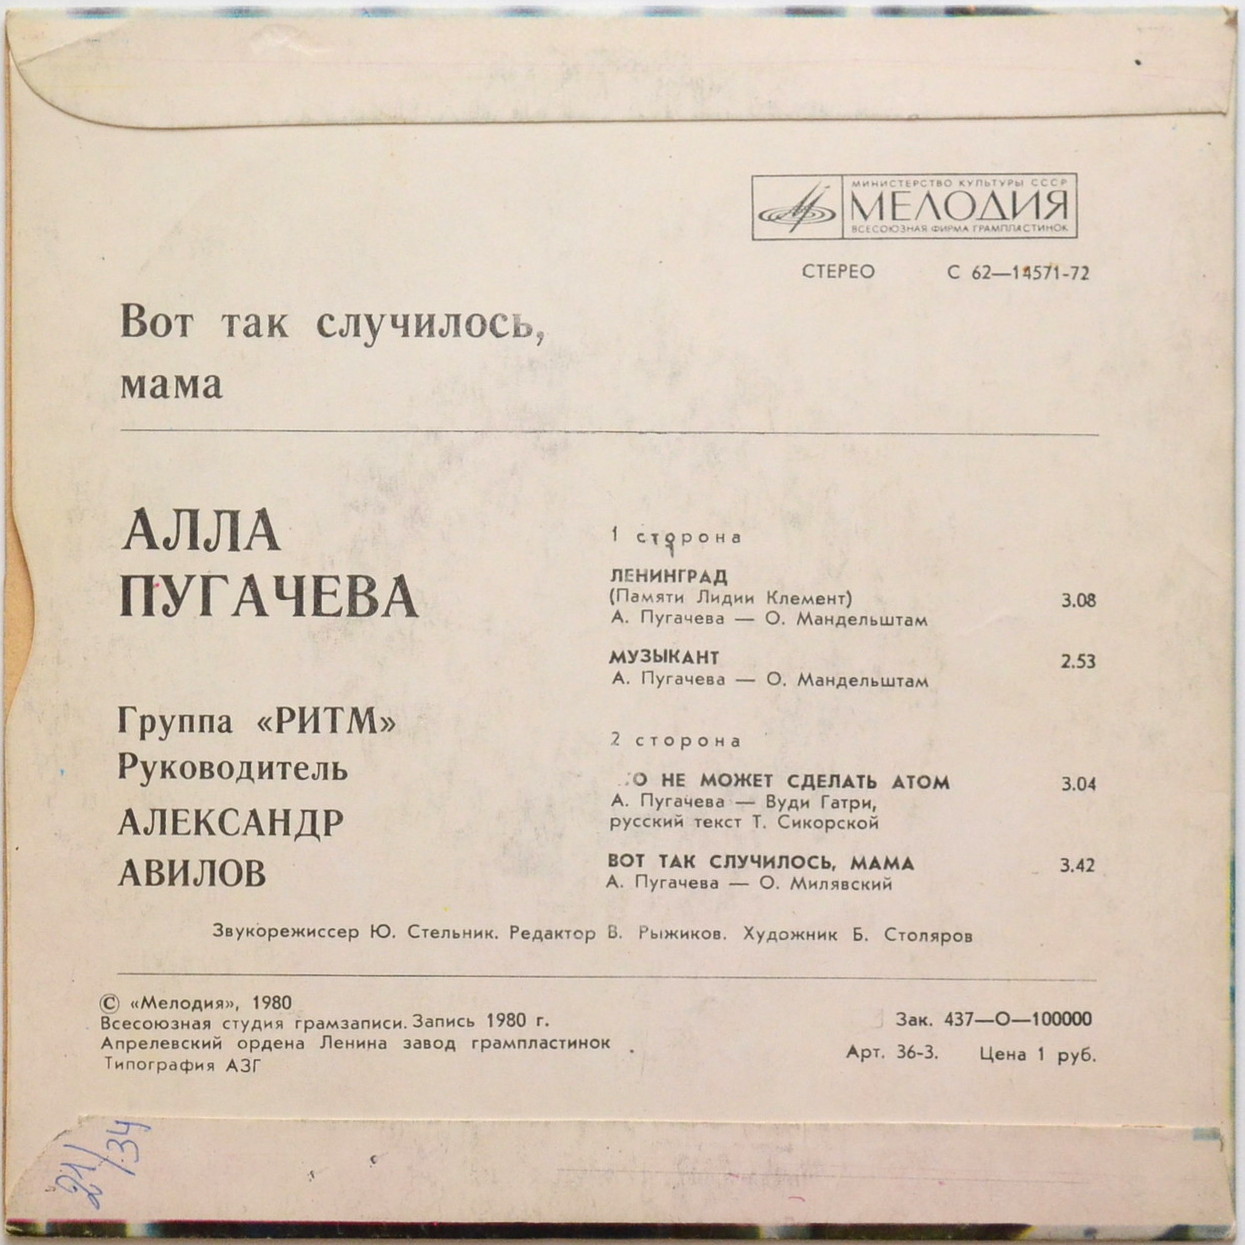 МИНИСТЕРСТВО КУЛЬТУРЫ СССР
МЕЛОДИЯ
ВСЕСОЮЗНАЯ ФИРМА ГРАМПЛАСТИНОК
СТЕРЕО С 62—14571-72
Вот так случилось,
мама
АЛЛА
ПУГАЧЕВА
Группа «РИТМ»
Руководитель
АЛЕКСАНДР
АВИЛОВ
1 сторона
ЛЕНИНГРАД
(Памяти Лидии Клемент) 3.08
А. Пугачева — О. Мандельштам
МУЗЫКАНТ 2.53
А. Пугачева — О. Мандельштам
2 сторона
О НЕ МОЖЕТ СДЕЛАТЬ АТОМ 3.04
А. Пугачева — Вуди Гатри,
русский текст Т. Сикорской
ВОТ ТАК СЛУЧИЛОСЬ, МАМА 3.42
А. Пугачева — О. Милявский
Звукорежиссер Ю. Стельник. Редактор В. Рыжиков. Художник Б. Столяров
© «Мелодия», 1980
Всесоюзная студия грамзаписи. Запись 1980 г.
Апрелевский ордена Ленина завод грампластинок
Типография АЗГ
Зак. 437—О—100000
Арт. 36-3. Цена 1 руб.
21/34